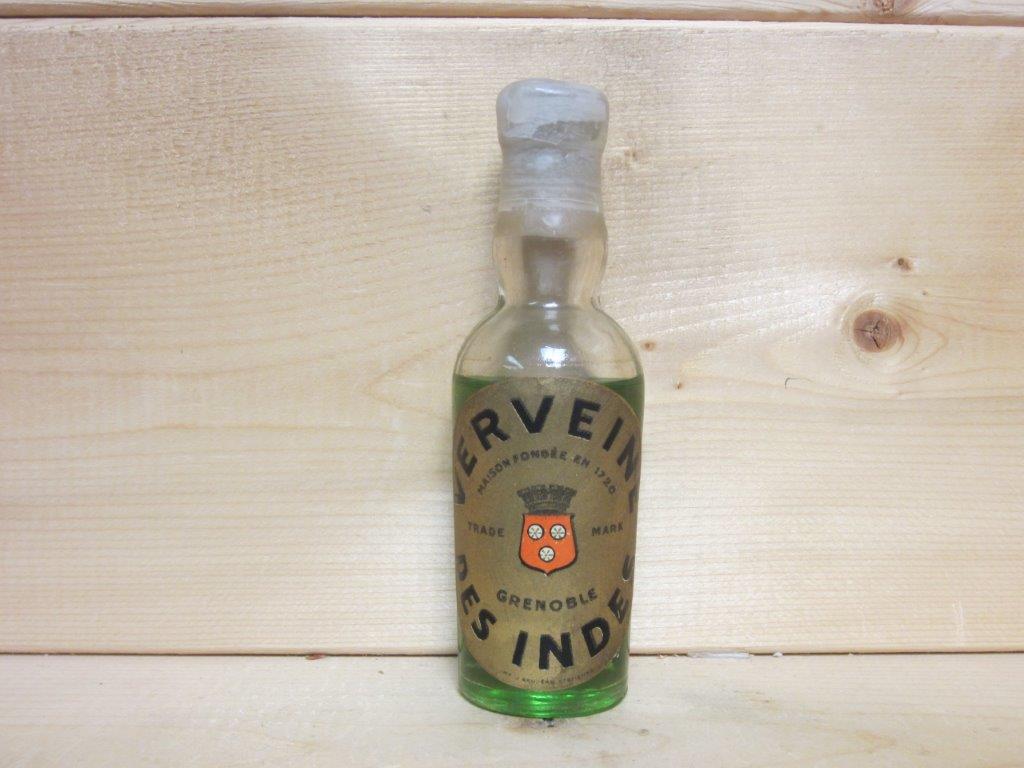 VERVEINE
MAISON FONDÉE EN 1720
TRADE MARK
GRENOBLE
DES INDES